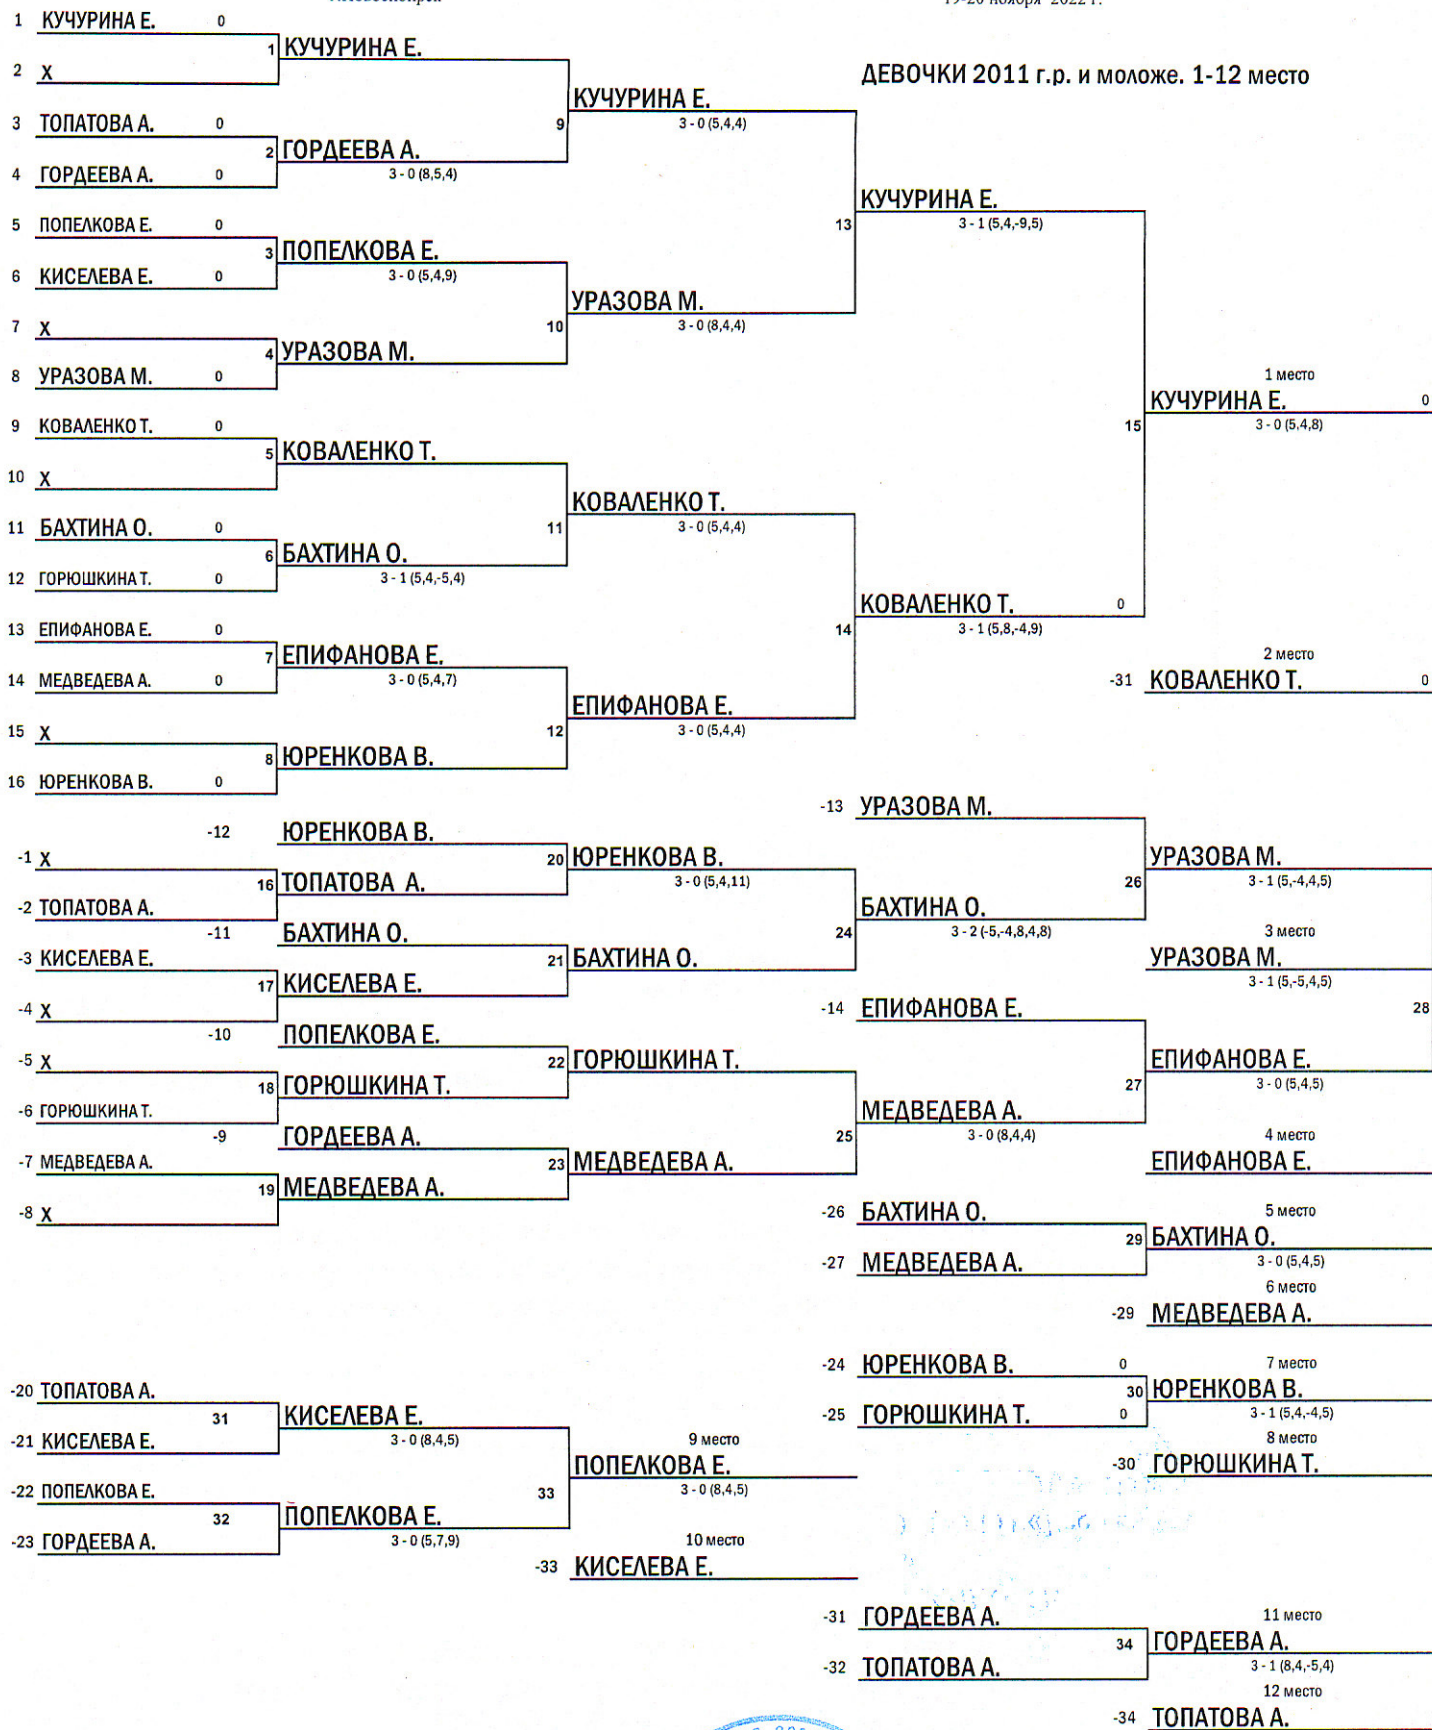 19-20 ноября 2022 г.
ДЕВОЧКИ 2011 г.р. и моложе. 1-12 место
1 КУЧУРИНА Е. 0
1 КУЧУРИНА Е.
2 X
КУЧУРИНА Е.
9 3 - 0 (5,4,4)
3 ТОПАТОВА А. 0
2 ГОРДЕЕВА А.
3 - 0 (8,5,4)
4 ГОРДЕЕВА А. 0
КУЧУРИНА Е.
13 3 - 1 (5,4,-9,5)
5 ПОПЕЛКОВА Е. 0
3 ПОПЕЛКОВА Е.
3 - 0 (5,4,9)
6 КИСЕЛЕВА Е. 0
УРАЗОВА М.
10 3 - 0 (8,4,4)
7 X
4 УРАЗОВА М.
8 УРАЗОВА М. 0
1 место
КУЧУРИНА Е. 0
15 3 - 0 (5,4,8)
9 КОВАЛЕНКО Т. 0
5 КОВАЛЕНКО Т.
10 X
КОВАЛЕНКО Т.
11 3 - 0 (5,4,4)
11 БАХТИНА О. 0
6 БАХТИНА О.
3 - 1 (5,4,-5,4)
12 ГОРЮШКИНА Т. 0
КОВАЛЕНКО Т. 0
14 3 - 1 (5,8,-4,9)
13 ЕПИФАНОВА Е. 0
7 ЕПИФАНОВА Е.
3 - 0 (5,4,7)
14 МЕДВЕДЕВА А. 0
2 место
-31 КОВАЛЕНКО Т. 0
ЕПИФАНОВА Е.
12 3 - 0 (5,4,4)
15 X
8 ЮРЕНКОВА В.
16 ЮРЕНКОВА В. 0
-13 УРАЗОВА М.
-12 ЮРЕНКОВА В.
-1 X
20 ЮРЕНКОВА В.
3 - 0 (5,4,11)
УРАЗОВА М.
26 3 - 1 (5,-4,4,5)
16 ТОПАТОВА А.
-2 ТОПАТОВА А.
БАХТИНА О.
24 3 - 2 (-5,-4,8,4,8)
-11 БАХТИНА О.
3 место
-3 КИСЕЛЕВА Е.
21 БАХТИНА О.
УРАЗОВА М.
3 - 1 (5,-5,4,5)
17 КИСЕЛЕВА Е.
-4 X
-14 ЕПИФАНОВА Е.
28
-10 ПОПЕЛКОВА Е.
-5 X
22 ГОРЮШКИНА Т.
ЕПИФАНОВА Е.
27 3 - 0 (5,4,5)
18 ГОРЮШКИНА Т.
-6 ГОРЮШКИНА Т.
МЕДВЕДЕВА А.
25 3 - 0 (8,4,4)
-9 ГОРДЕЕВА А.
4 место
-7 МЕДВЕДЕВА А.
23 МЕДВЕДЕВА А.
ЕПИФАНОВА Е.
19 МЕДВЕДЕВА А.
-8 X
-26 БАХТИНА О.
5 место
29 БАХТИНА О.
3 - 0 (5,4,5)
-27 МЕДВЕДЕВА А.
6 место
-29 МЕДВЕДЕВА А.
-24 ЮРЕНКОВА В. 0
7 место
30 ЮРЕНКОВА В.
3 - 1 (5,4,-4,5)
-25 ГОРЮШКИНА Т. 0
8 место
-30 ГОРЮШКИНА Т.
-20 ТОПАТОВА А.
31 КИСЕЛЕВА Е.
3 - 0 (8,4,5)
-21 КИСЕЛЕВА Е.
9 место
ПОПЕЛКОВА Е.
33 3 - 0 (8,4,5)
-22 ПОПЕЛКОВА Е.
32 ПОПЕЛКОВА Е.
3 - 0 (5,7,9)
-23 ГОРДЕЕВА А.
10 место
-33 КИСЕЛЕВА Е.
-31 ГОРДЕЕВА А.
11 место
34 ГОРДЕЕВА А.
3 - 1 (8,4,-5,4)
-32 ТОПАТОВА А.
12 место
-34 ТОПАТОВА А.